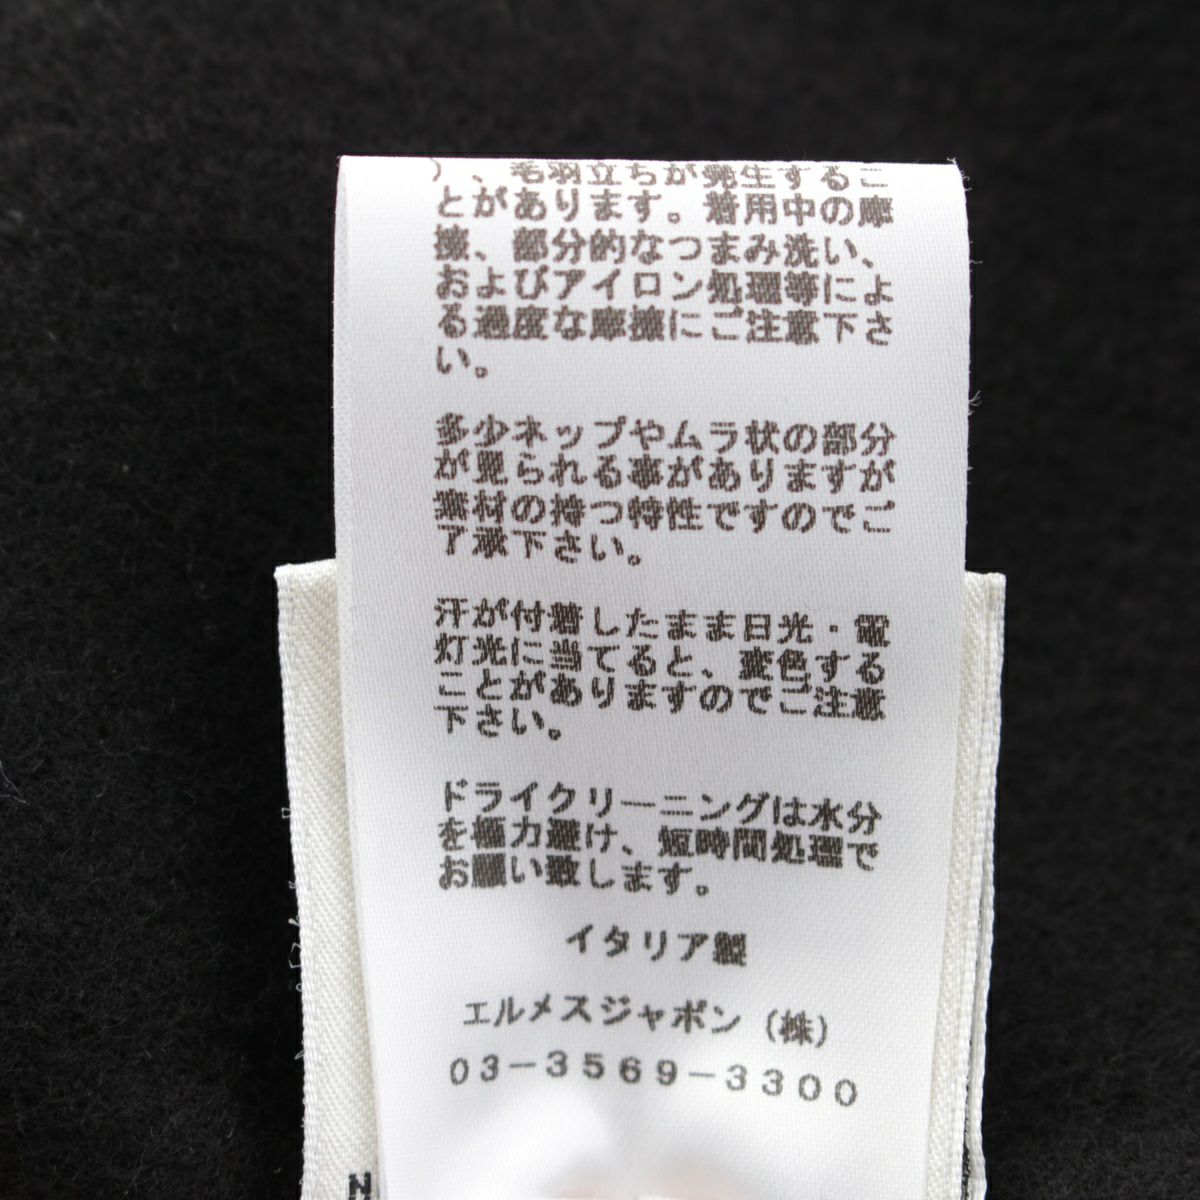 ）、毛羽立ちが発生するこ
とがあります。着用中の摩
擦、部分的なつまみ洗い、
およびアイロン処理等によ
る過度な摩擦にご注意下さ
い。
多少ネップやムラ状の部分
が見られる事がありますが
素材の持つ特性ですのでご
了承下さい。
汗が付着したまま日光・電
灯光に当てると、変色する
ことがありますのでご注意
下さい。
ドライクリーニングは水分
を極力避け、短時間処理で
お願い致します。
イタリア製
エルメスジャポン（株）
03-3569-3300